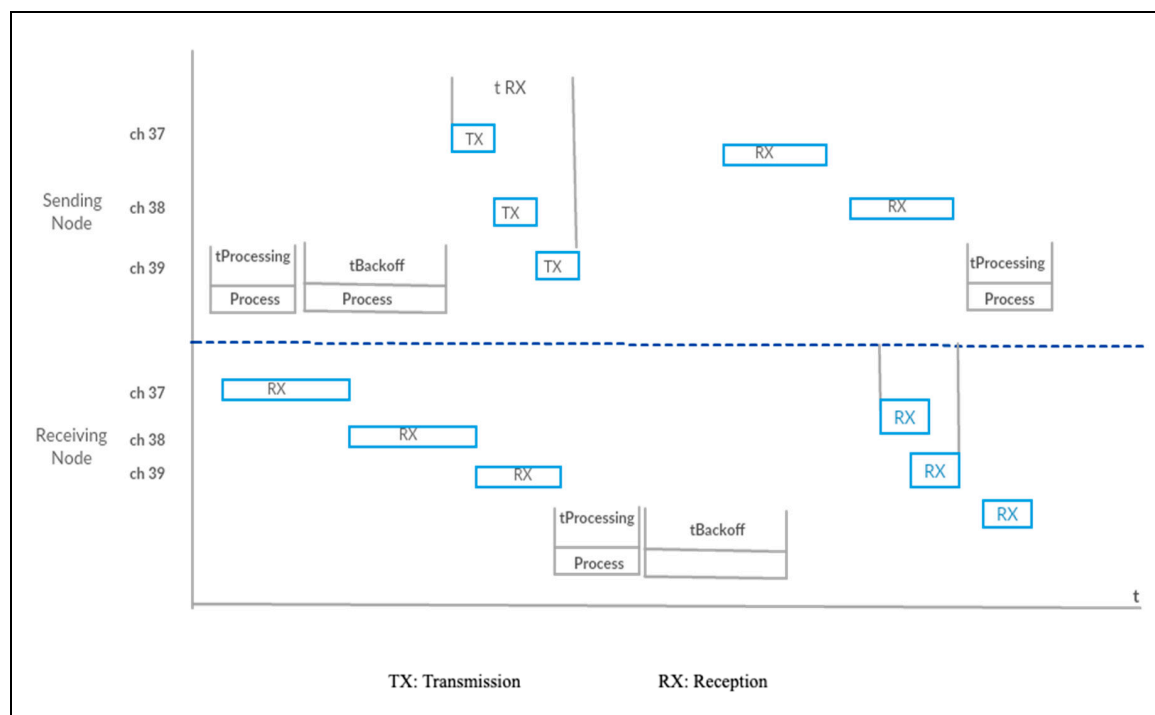 t RX
ch 37
TX
RX
Sending
Node
ch 38
TX
RX
ch 39
TX
tProcessing
tBackoff
tProcessing
Process
Process
Process
ch 37
RX
RX
Receiving
Node
ch 38
RX
ch 39
RX
RX
RX
tProcessing
tBackoff
Process
t
TX: Transmission
RX: Reception